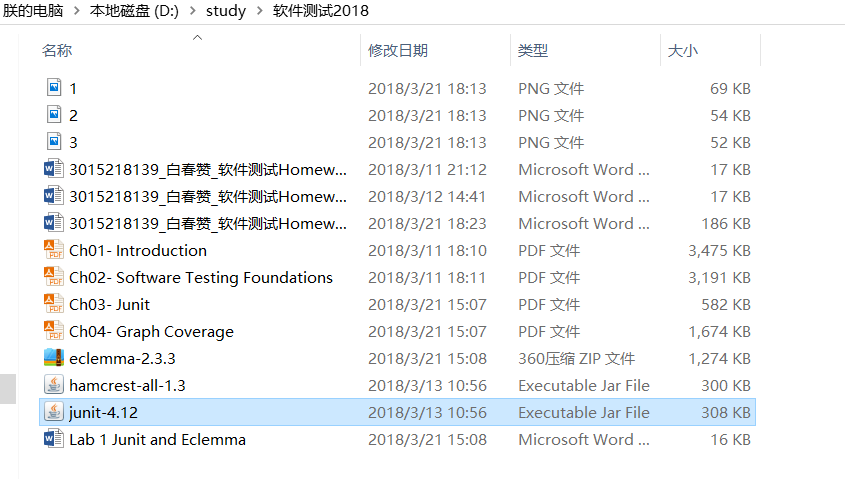 朕的电脑 > 本地磁盘 (D:) > study > 软件测试2018
名称 修改日期 类型 大小
1 2018/3/21 18:13 PNG 文件 69 KB
2 2018/3/21 18:13 PNG 文件 54 KB
3 2018/3/21 18:13 PNG 文件 52 KB
3015218139_白春赞_软件测试Homew... 2018/3/11 21:12 Microsoft Word ... 17 KB
3015218139_白春赞_软件测试Homew... 2018/3/12 14:41 Microsoft Word ... 17 KB
3015218139_白春赞_软件测试Homew... 2018/3/21 18:23 Microsoft Word ... 186 KB
Ch01- Introduction 2018/3/11 18:10 PDF 文件 3,475 KB
Ch02- Software Testing Foundations 2018/3/11 18:11 PDF 文件 3,191 KB
Ch03- Junit 2018/3/21 15:07 PDF 文件 582 KB
Ch04- Graph Coverage 2018/3/21 15:07 PDF 文件 1,674 KB
eclemma-2.3.3 2018/3/21 15:08 360压缩 ZIP 文件 1,274 KB
hamcrest-all-1.3 2018/3/13 10:56 Executable Jar File 300 KB
junit-4.12 2018/3/13 10:56 Executable Jar File 308 KB
Lab 1 Junit and Eclemma 2018/3/21 15:08 Microsoft Word ... 16 KB